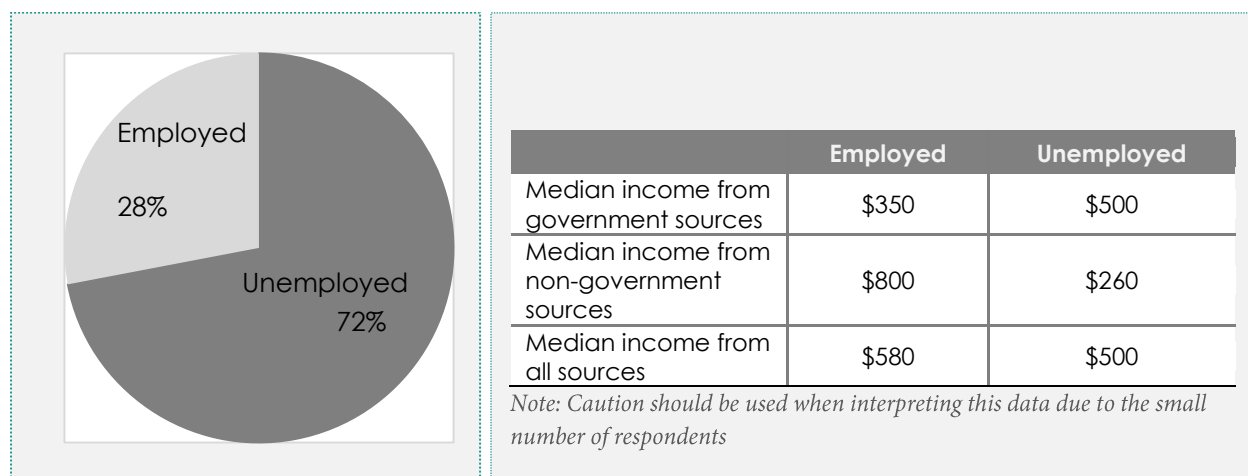 Employed
28%
Unemployed
72%
Employed Unemployed
Median income from
government sources
$350 $500
Median income from
non-government
sources
$800 $260
Median income from
all sources
$580 $500
Note: Caution should be used when interpreting this data due to the small
number of respondents